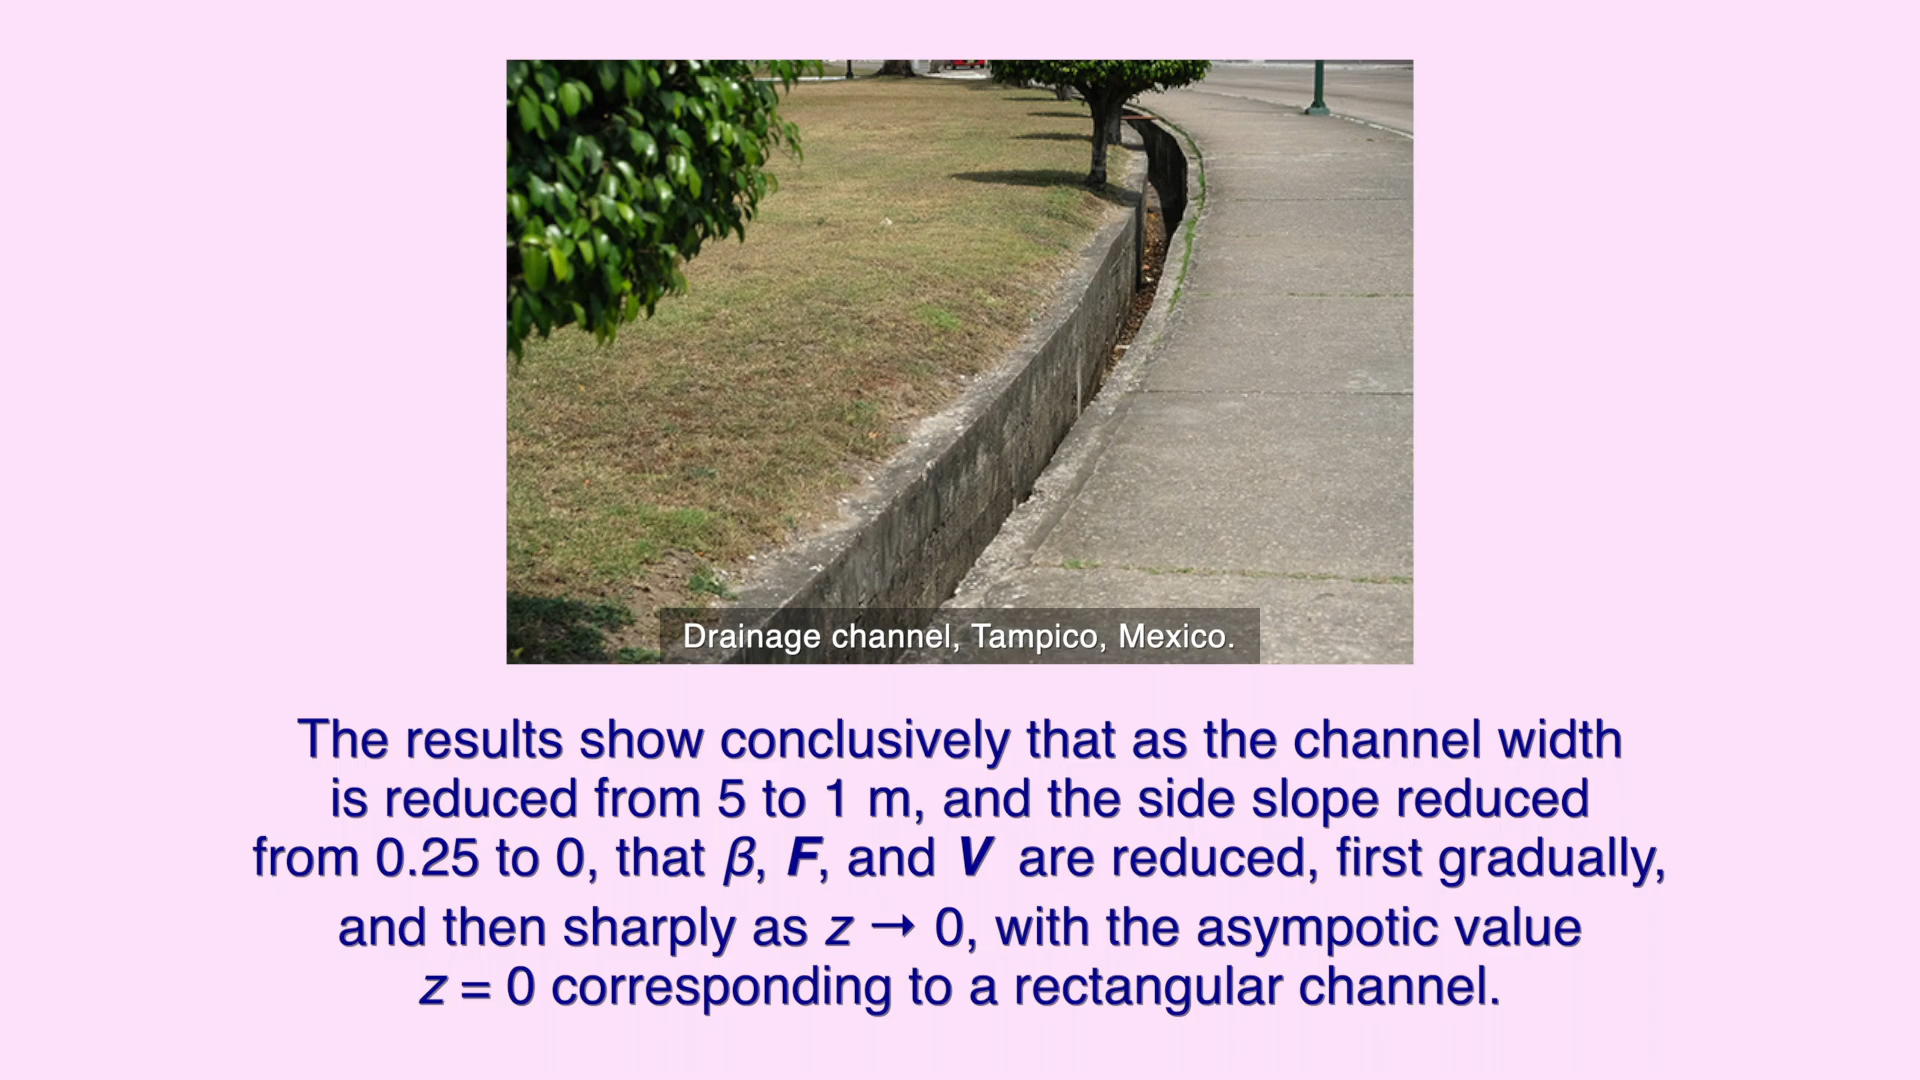 Drainage channel, Tampico, Mexico.
The results show conclusively that as the channel width
is reduced from 5 to 1 m, and the side slope reduced
from 0.25 to 0, that β, F, and V are reduced, first gradually,
and then sharply as z → 0, with the asympotic value
z = 0 corresponding to a rectangular channel.